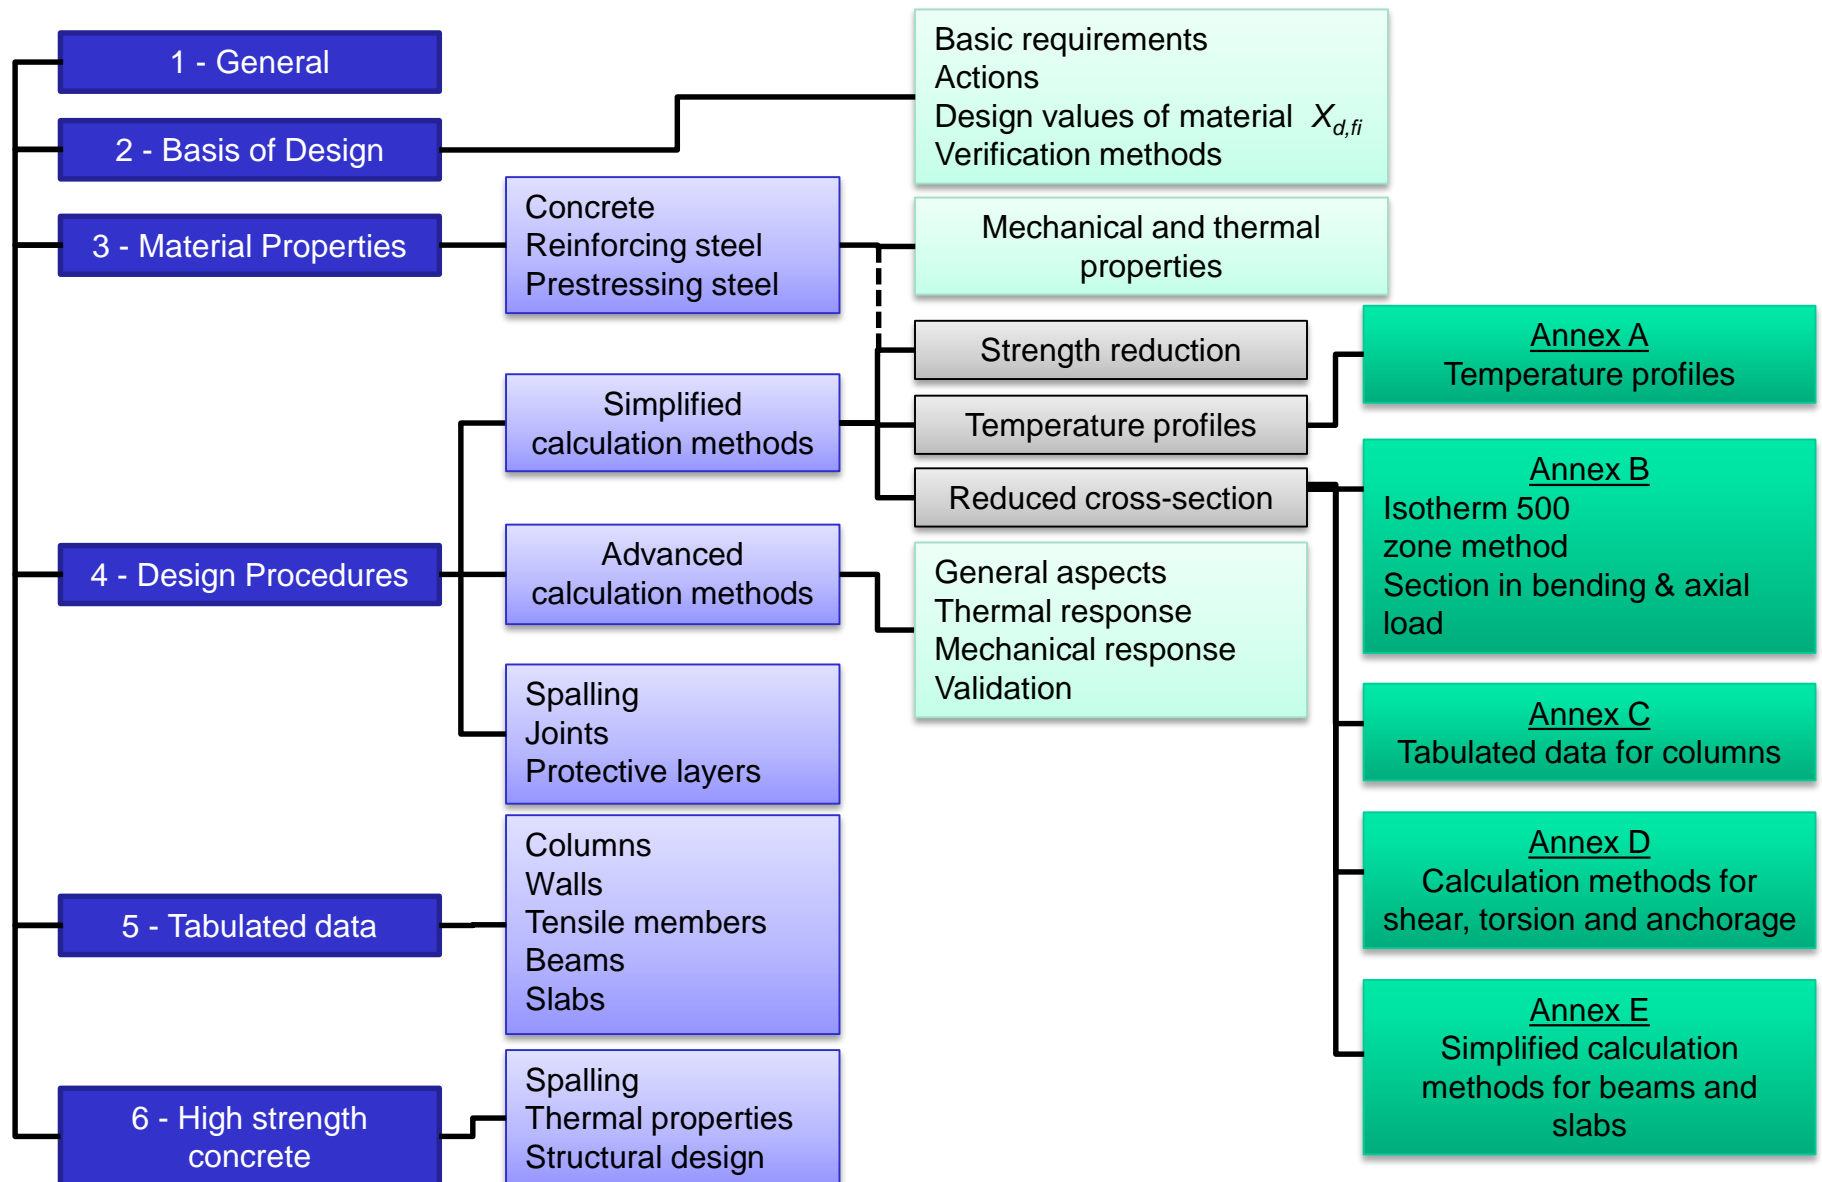 1 - General
2 - Basis of Design
3 - Material Properties
4 - Design Procedures
5 - Tabulated data
6 - High strength
concrete
Concrete
Reinforcing steel
Prestressing steel
Simplified
calculation methods
Advanced
calculation methods
Spalling
Joints
Protective layers
Columns
Walls
Tensile members
Beams
Slabs
Spalling
Thermal properties
Structural design
Basic requirements
Actions
Design values of material X_{d,fi}
Verification methods
Mechanical and thermal
properties
Strength reduction
Temperature profiles
Reduced cross-section
General aspects
Thermal response
Mechanical response
Validation
Annex A
Temperature profiles
Annex B
Isotherm 500
zone method
Section in bending & axial
load
Annex C
Tabulated data for columns
Annex D
Calculation methods for
shear, torsion and anchorage
Annex E
Simplified calculation
methods for beams and
slabs